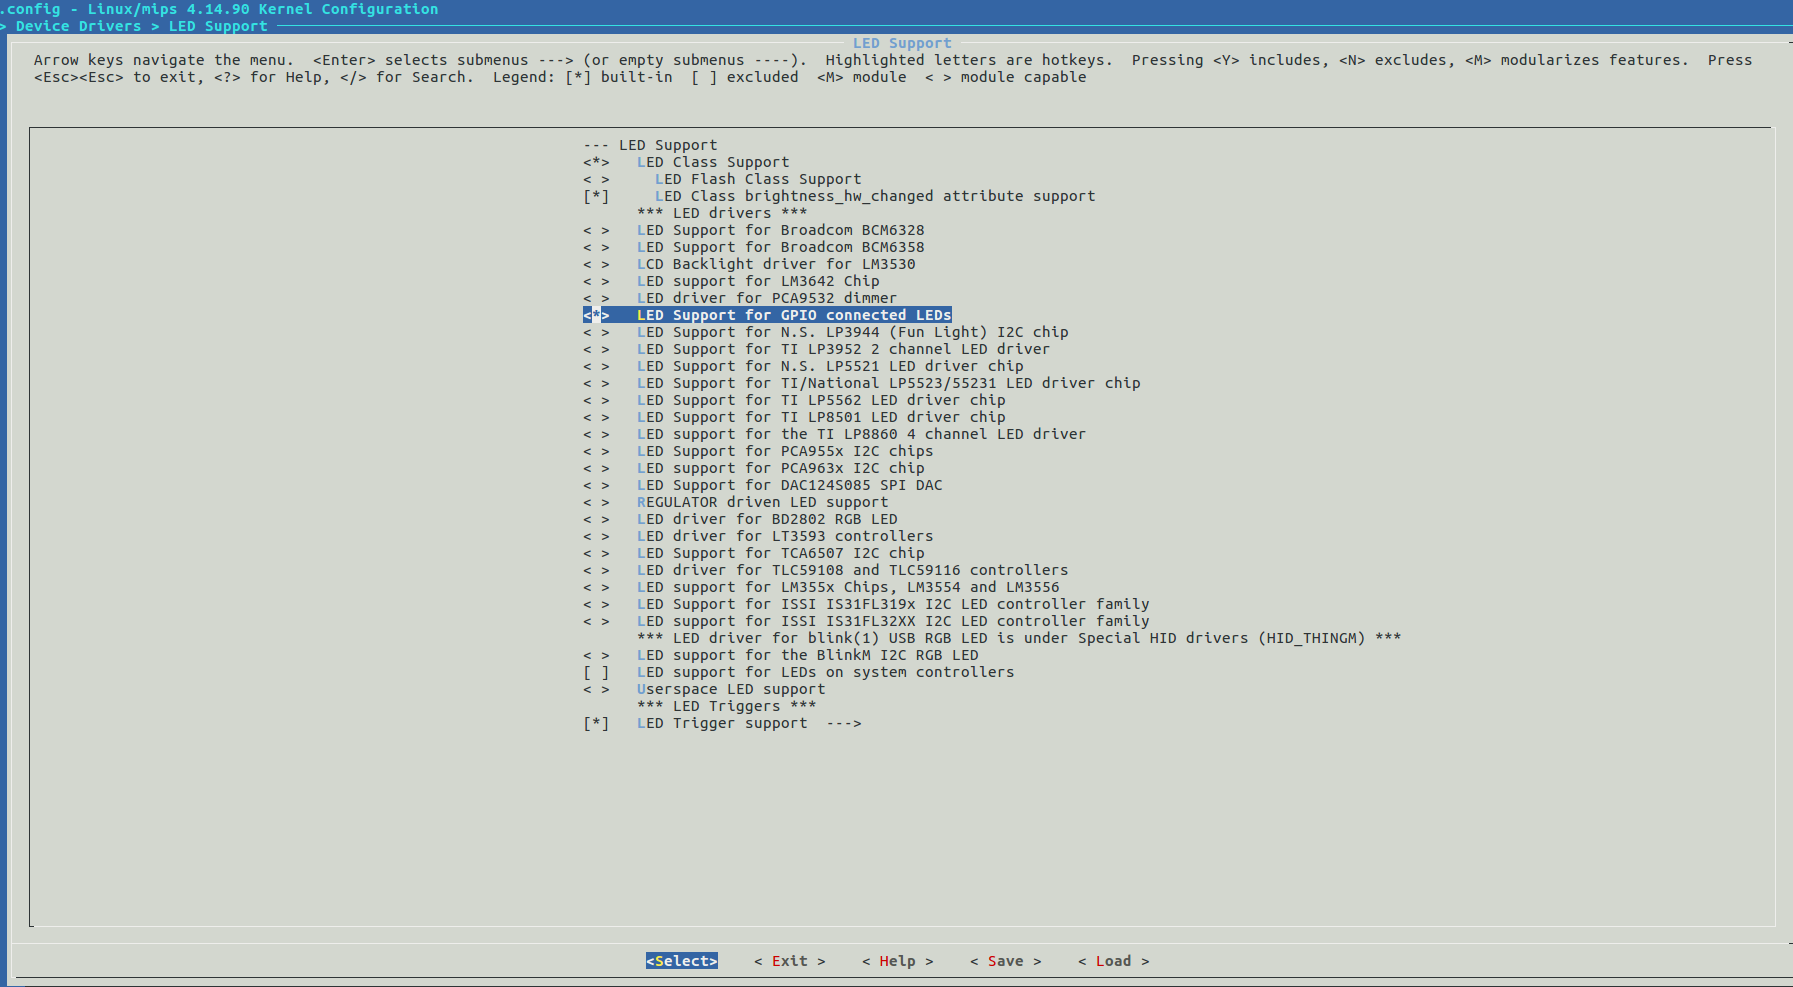 .config - Linux/mips 4.14.90 Kernel Configuration
> Device Drivers > LED Support
LED Support
Arrow keys navigate the menu.  <Enter> selects submenus ---> (or empty submenus ----).  Highlighted letters are hotkeys.  Pressing <Y> includes, <N> excludes, <M> modularizes features.  Press
<Esc><Esc> to exit, <?> for Help, </> for Search.  Legend: [*] built-in  [ ] excluded  <M> module  < > module capable
--- LED Support
<*>   LED Class Support
< >     LED Flash Class Support
[*]     LED Class brightness_hw_changed attribute support
*** LED drivers ***
< >   LED Support for Broadcom BCM6328
< >   LED Support for Broadcom BCM6358
< >   LCD Backlight driver for LM3530
< >   LED support for LM3642 Chip
< >   LED driver for PCA9532 dimmer
<*>   LED Support for GPIO connected LEDs
< >   LED Support for N.S. LP3944 (Fun Light) I2C chip
< >   LED Support for TI LP3952 2 channel LED driver
< >   LED Support for N.S. LP5521 LED driver chip
< >   LED Support for TI/National LP5523/55231 LED driver chip
< >   LED Support for TI LP5562 LED driver chip
< >   LED Support for TI LP8501 LED driver chip
< >   LED support for the TI LP8860 4 channel LED driver
< >   LED Support for PCA955x I2C chips
< >   LED support for PCA963x I2C chip
< >   LED Support for DAC124S085 SPI DAC
< >   REGULATOR driven LED support
< >   LED driver for BD2802 RGB LED
< >   LED driver for LT3593 controllers
< >   LED Support for TCA6507 I2C chip
< >   LED driver for TLC59108 and TLC59116 controllers
< >   LED support for LM355x Chips, LM3554 and LM3556
< >   LED Support for ISSI IS31FL319x I2C LED controller family
< >   LED support for ISSI IS31FL32XX I2C LED controller family
*** LED driver for blink(1) USB RGB LED is under Special HID drivers (HID_THINGM) ***
< >   LED support for the BlinkM I2C RGB LED
[ ]   LED support for LEDs on system controllers
< >   Userspace LED support
*** LED Triggers ***
[*]   LED Trigger support  --->
<Select>    < Exit >    < Help >    < Save >    < Load >